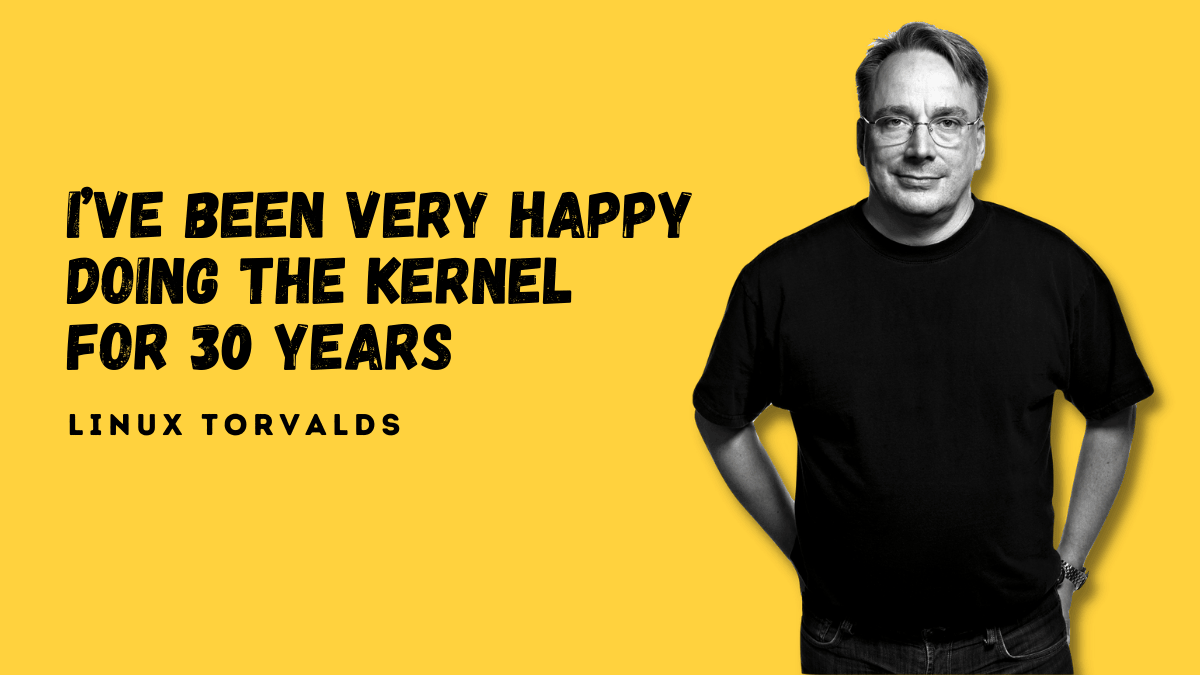 I'VE BEEN VERY HAPPY
DOING THE KERNEL
FOR 30 YEARS
LINUX TORVALDS